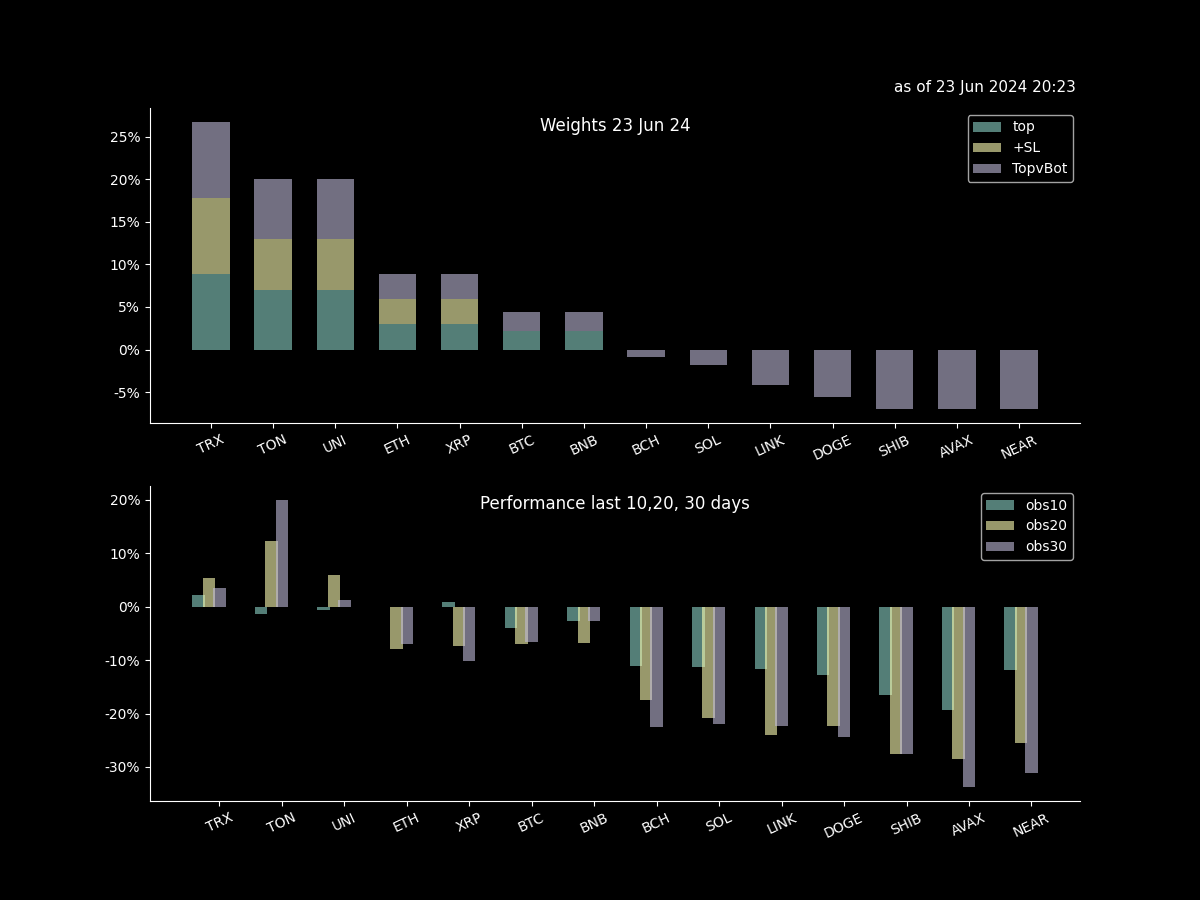 as of 23 Jun 2024 20:23
Weights 23 Jun 24
top
+SL
TopvBot
25%
20%
15%
10%
5%
0%
-5%
TRX TON UNI ETH XRP BTC BNB BCH SOL LINK DOGE SHIB AVAX NEAR
Performance last 10,20, 30 days
obs10
obs20
obs30
20%
10%
0%
-10%
-20%
-30%
TRX TON UNI ETH XRP BTC BNB BCH SOL LINK DOGE SHIB AVAX NEAR